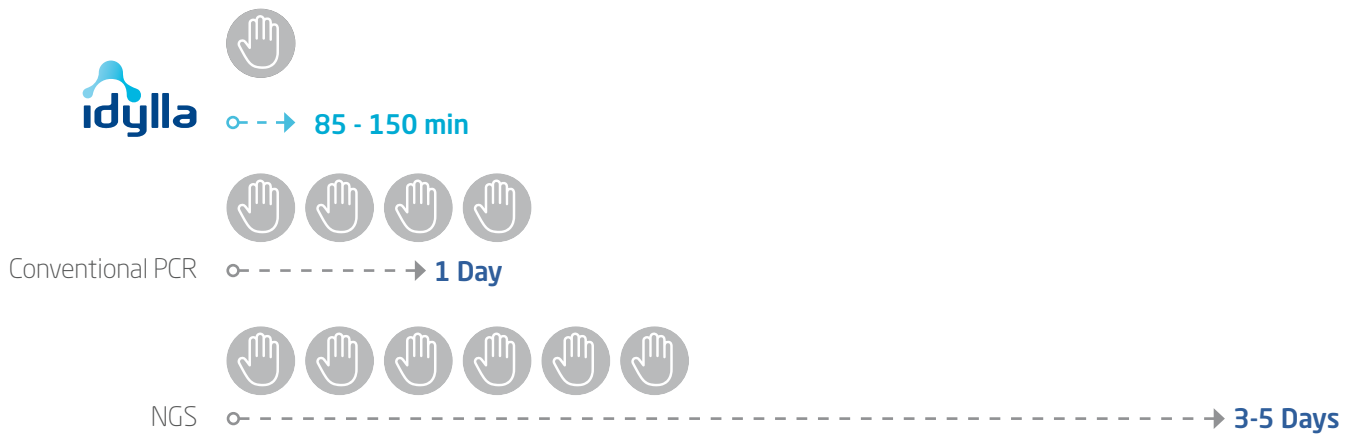 idylla
85 - 150 min
Conventional PCR
1 Day
NGS
3-5 Days